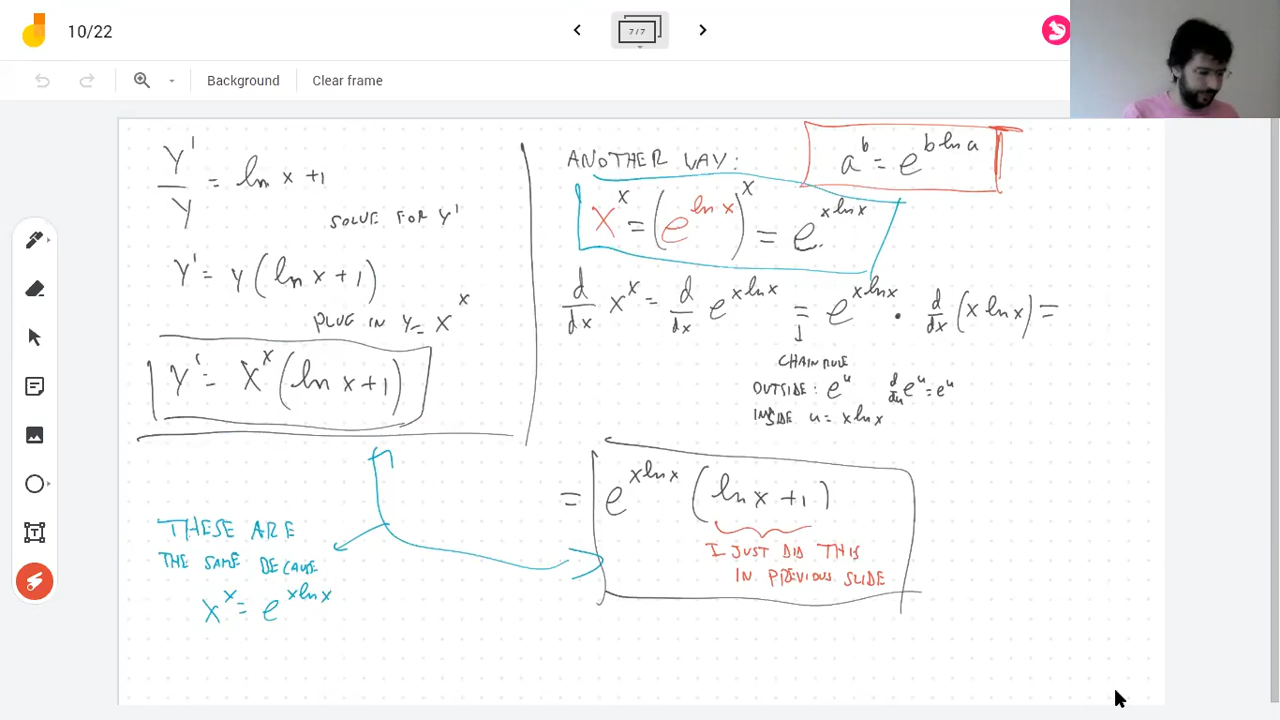 10/22
7/7
Background
Clear frame
Y'/Y = ln x + 1
SOLVE FOR Y'
Y' = Y (ln x + 1)
PLUG IN Y = X^x
Y' = X^x (ln x + 1)
THESE ARE
THE SAME BECAUSE
X^x = e^(x ln x)
ANOTHER WAY:
a^b = e^(b ln a)
X^x = (e^(ln x))^x = e^(x ln x)
d/dx x^x = d/dx e^(x ln x) = e^(x ln x) · d/dx (x ln x) =
CHAIN RULE
OUTSIDE: e^u d/du e^u = e^u
INSIDE u = x ln x
= e^(x ln x) (ln x + 1)
I JUST DID THIS
IN PREVIOUS SLIDE